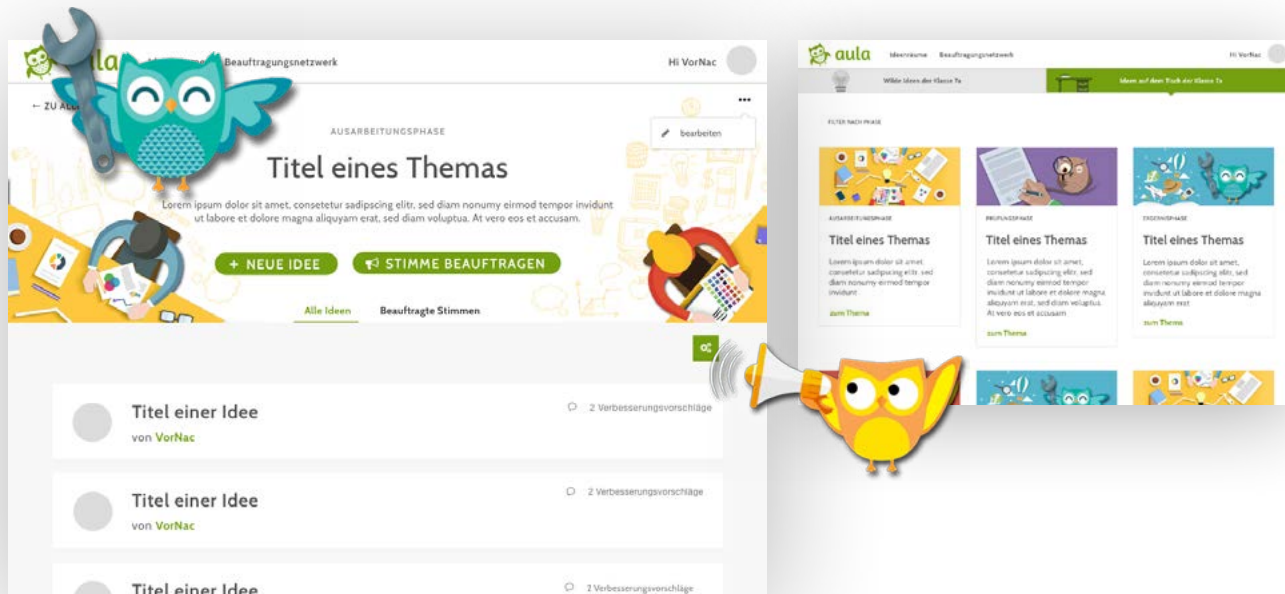 aula
Beauftragungsnetzwerk
Hi VorNac
← ZU
AUSARBEITUNGSPHASE
bearbeiten
Titel eines Themas
Lorem ipsum dolor sit amet, consetetur sadipscing elitr, sed diam nonumy eirmod tempor invidunt
ut labore et dolore magna aliquyam erat, sed diam voluptua. At vero eos et accusam.
+ NEUE IDEE
STIMME BEAUFTRAGEN
Alle Ideen
Beauftragte Stimmen
Titel einer Idee
von VorNac
2 Verbesserungsvorschläge
Titel einer Idee
von VorNac
2 Verbesserungsvorschläge
Titel einer Idee
2 Verbesserungsvorschläge
aula
Ideenräume
Beauftragungsnetzwerk
Hi VorNac
Wilde Ideen der Klasse 7a
Ideen auf dem Tisch der Klasse 7a
FILTER NACH PHASE
AUSARBEITUNGSPHASE
Titel eines Themas
Lorem ipsum dolor sit amet,
consetetur sadipscing elitr, sed
diam nonumy eirmod tempor
invidunt
zum Thema
PRÜFUNGSPHASE
Titel eines Themas
Lorem ipsum dolor sit amet,
consetetur sadipscing elitr, sed
diam nonumy eirmod tempor
invidunt ut labore et dolore magna
aliquyam erat, sed diam voluptua.
At vero eos et accusam
zum Thema
ERGEBNISPHASE
Titel eines Themas
Lorem ipsum dolor sit amet,
consetetur sadipscing elitr, sed
diam nonumy eirmod tempor
invidunt ut labore et dolore magna
aliquyam erat
zum Thema